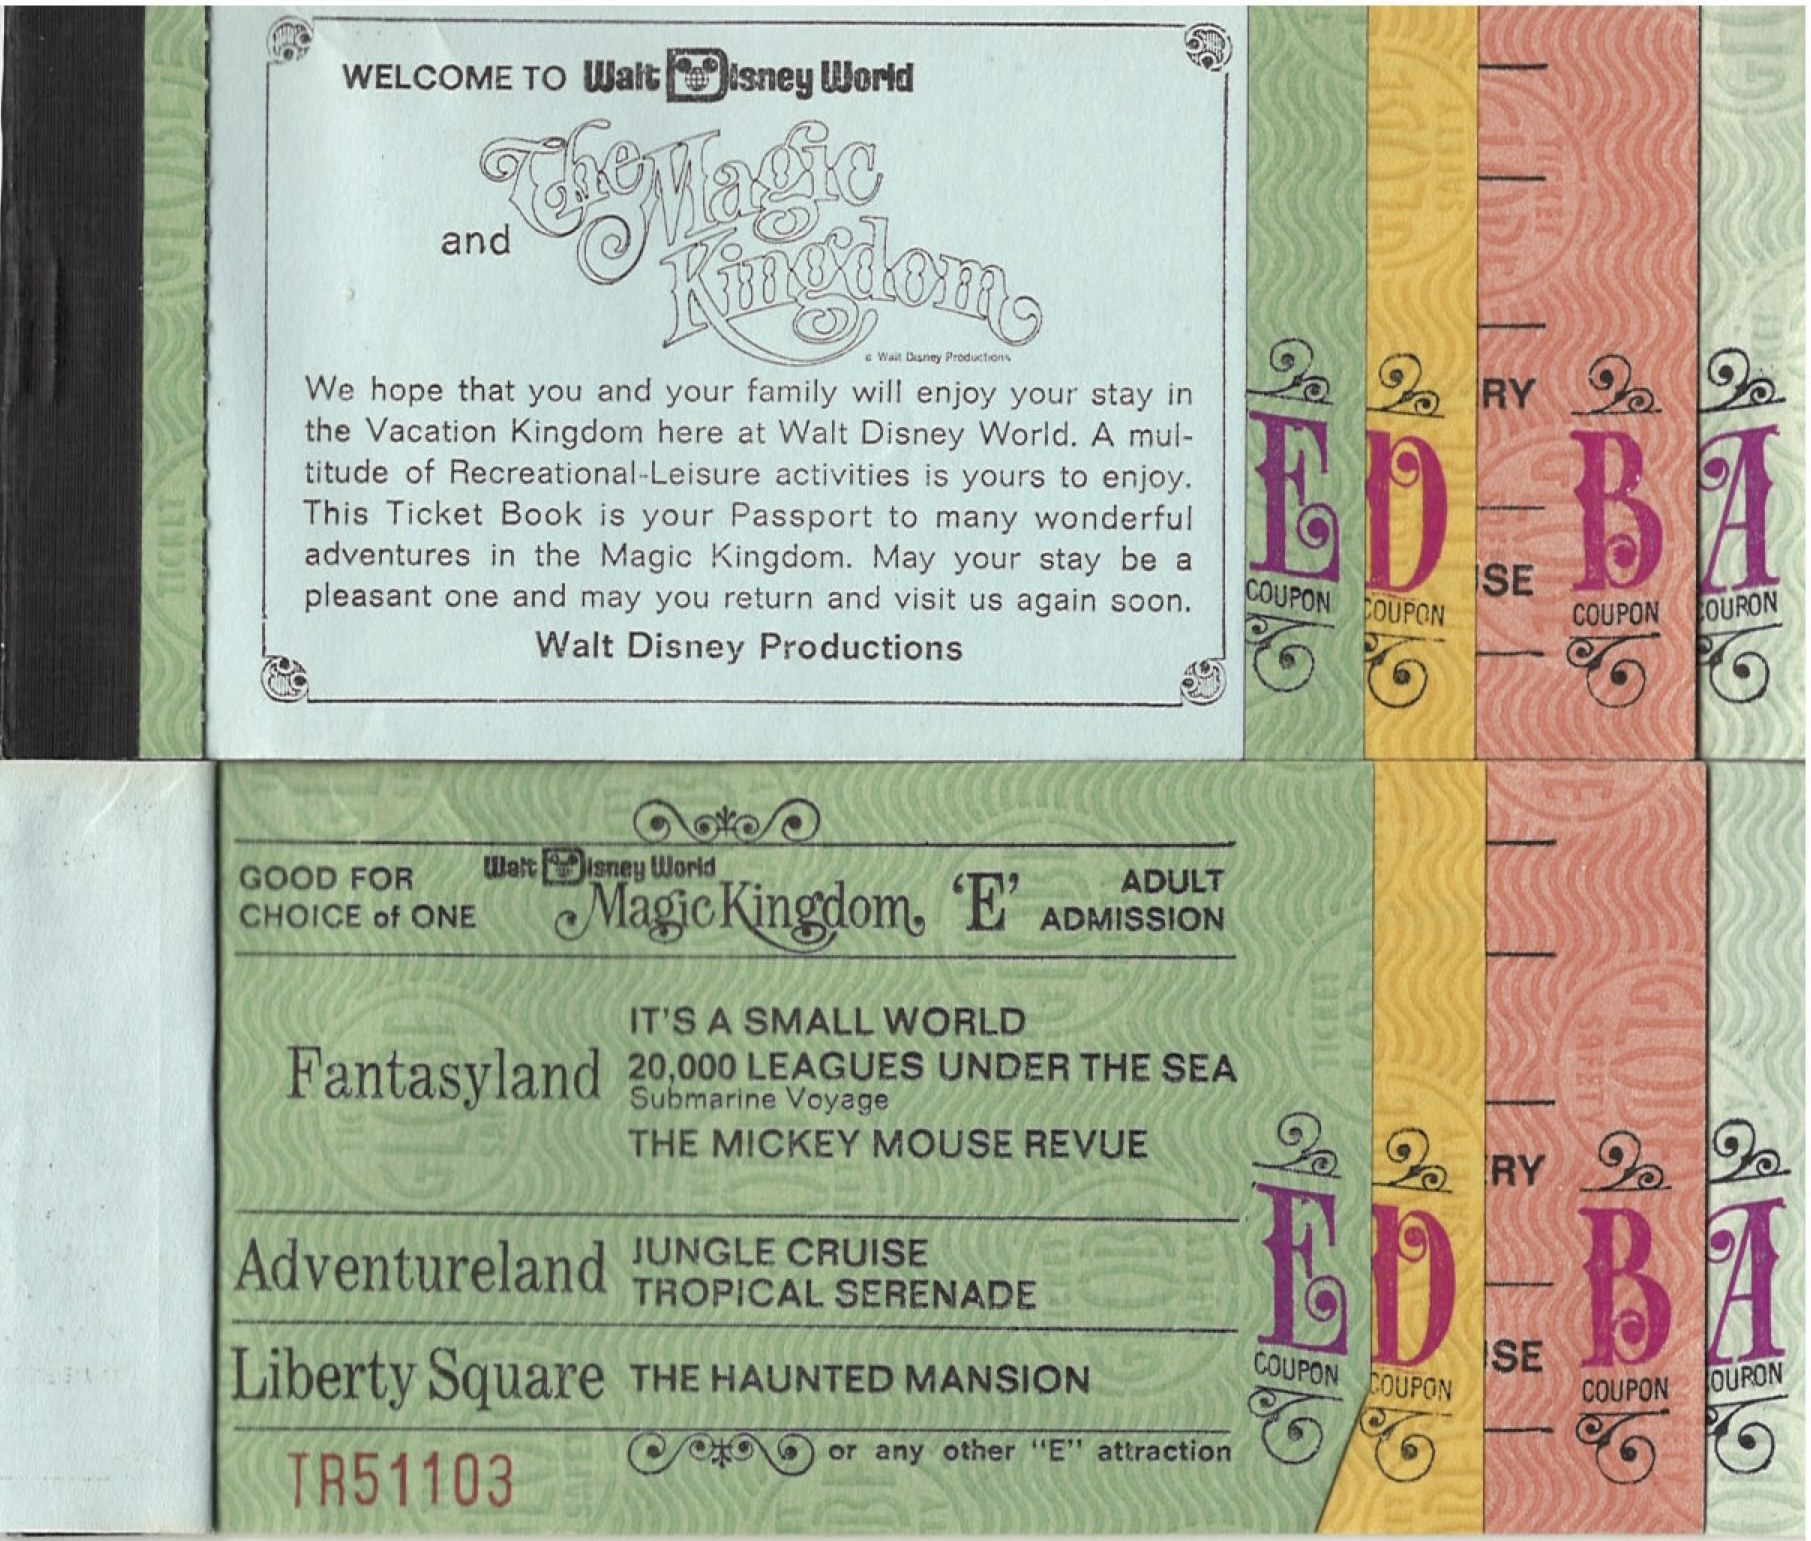 WELCOME TO Walt Disney World
and The Magic
Kingdom
© Walt Disney Productions
We hope that you and your family will enjoy your stay in
the Vacation Kingdom here at Walt Disney World. A mul-
titude of Recreational-Leisure activities is yours to enjoy.
This Ticket Book is your Passport to many wonderful
adventures in the Magic Kingdom. May your stay be a
pleasant one and may you return and visit us again soon.
Walt Disney Productions
E
COUPON
D
COUPON
RY
SE
B
COUPON
A
COUPON
GOOD FOR
CHOICE of ONE
Walt Disney World
Magic Kingdom
'E'
ADULT
ADMISSION
Fantasyland
IT'S A SMALL WORLD
20,000 LEAGUES UNDER THE SEA
Submarine Voyage
THE MICKEY MOUSE REVUE
Adventureland
JUNGLE CRUISE
TROPICAL SERENADE
Liberty Square
THE HAUNTED MANSION
or any other "E" attraction
TR51103
E
COUPON
D
COUPON
RY
SE
B
COUPON
A
COUPON